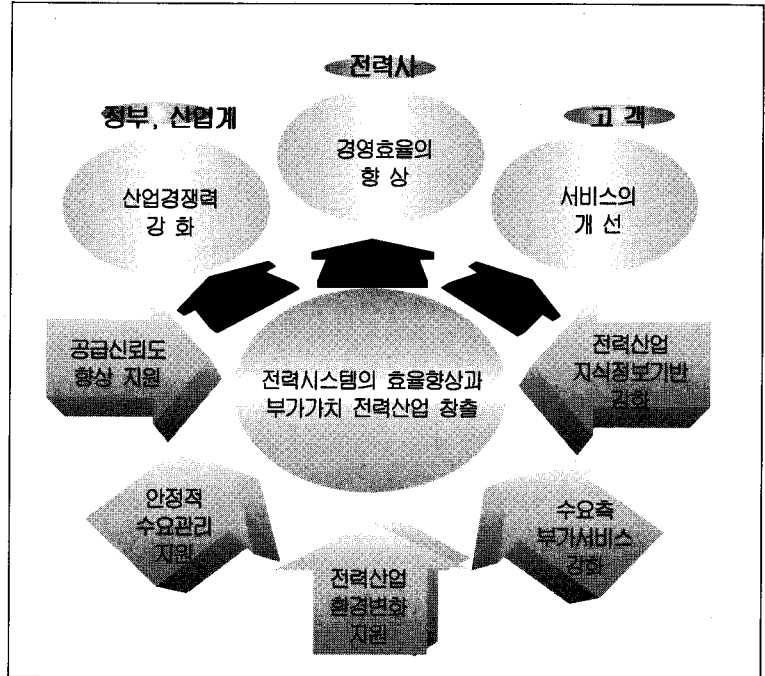 전력사
정부, 산업계
고 객
경영효율의
향 상
산업경쟁력
강 화
서비스의
개 선
공급신뢰도
향상 지원
전력시스템의 효율향상과
부가가치 전력산업 창출
전력산업
지식정보기반
강화
안정적
수요관리
지원
전력산업
환경변화
지원
수요측
부가서비스
강화